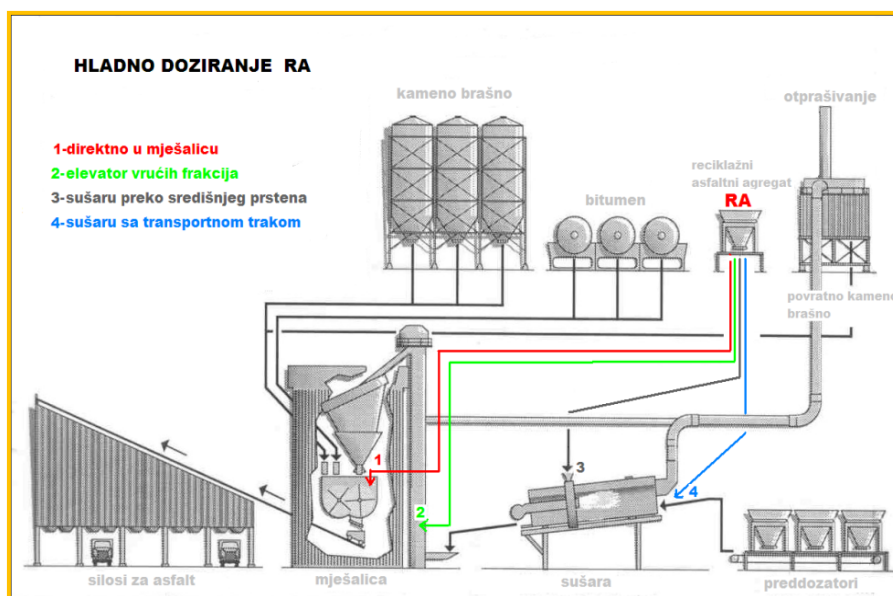 HLADNO DOZIRANJE RA
kameno brašno
otprašivanje
1-direktno u mješalicu
2-elevator vrućih frakcija
3-sušaru preko središnjeg prstena
4-sušaru sa transportnom trakom
reciklažni
asfaltni agregat
RA
bitumen
povratno kameno
brašno
1
2
3
4
silosi za asfalt
mješalica
sušara
preddozatori